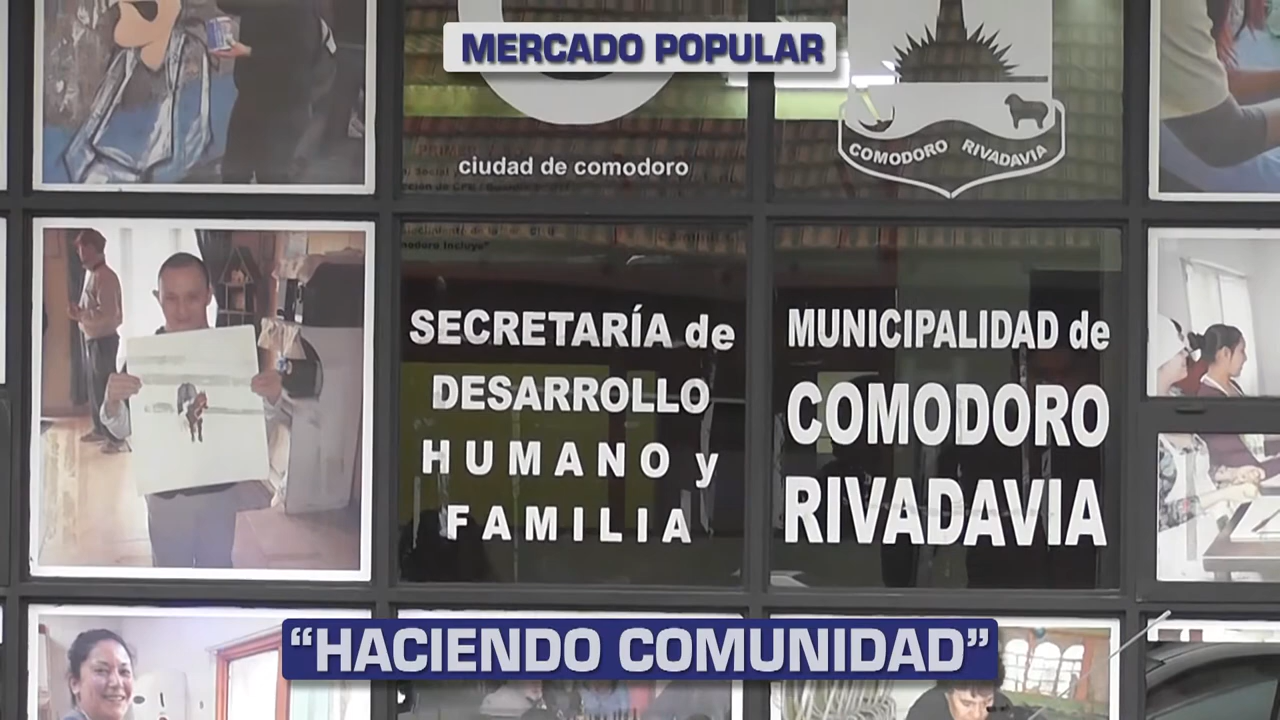 MERCADO POPULAR
ciudad de comodoro
COMODORO RIVADAVIA
SECRETARÍA de
DESARROLLO
HUMANO y
FAMILIA
MUNICIPALIDAD de
COMODORO
RIVADAVIA
“HACIENDO COMUNIDAD”